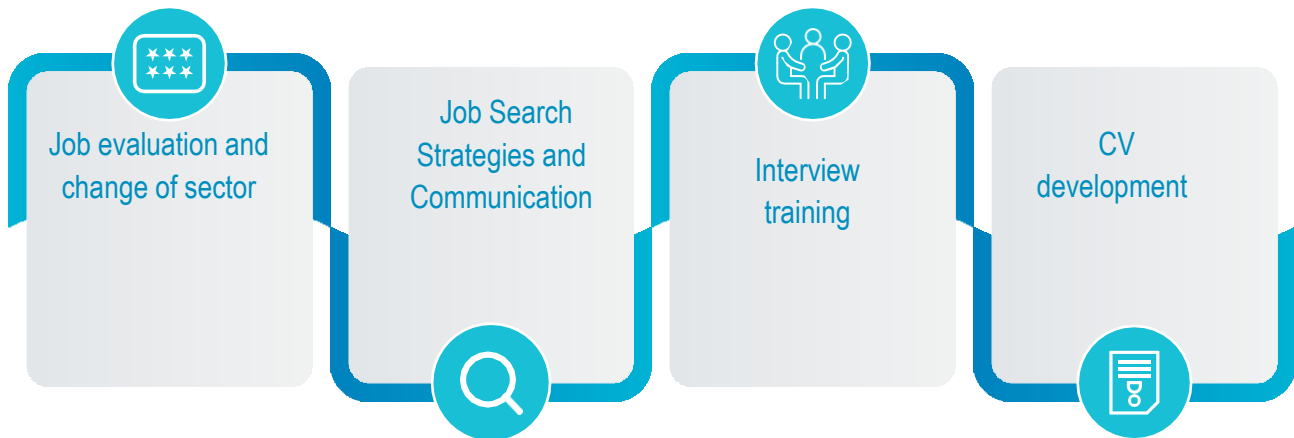 Job evaluation and
change of sector
Job Search
Strategies and
Communication
Interview
training
CV
development